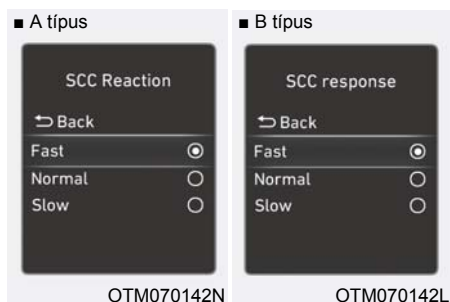 ■ A típus
SCC Reaction
⮌ Back
Fast
Normal
Slow
OTM070142N
■ B típus
SCC response
⮌ Back
Fast
Normal
Slow
OTM070142L